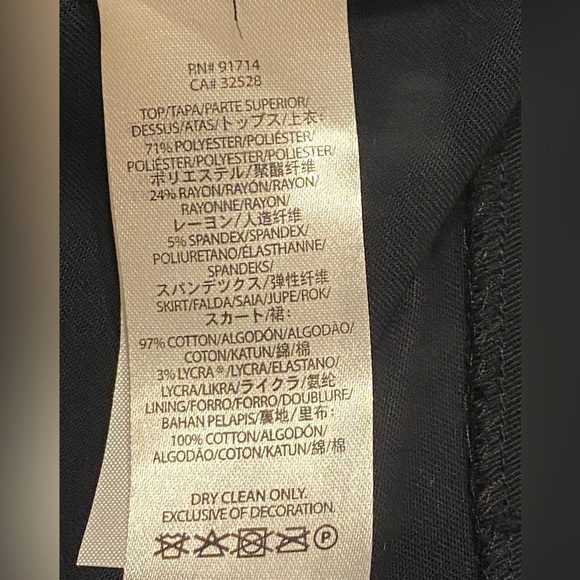 RN# 91714
CA# 32528
TOP/TAPA/PARTE SUPERIOR/
DESSUS/ATAS/トップス/上衣:
71% POLYESTER/POLIÉSTER/
POLIÉSTER/POLYESTER/POLIESTER/
ポリエステル/聚酯纤维
24% RAYON/RAYÓN/RAYON/
RAYONNE/RAYON/
レーヨン/人造纤维
5% SPANDEX/SPANDEX/
POLIURETANO/ÉLASTHANNE/
SPANDEKS/
スパンデックス/弹性纤维
SKIRT/FALDA/SAIA/JUPE/ROK/
スカート/裙:
97% COTTON/ALGODÓN/ALGODÃO/
COTON/KATUN/綿/棉
3% LYCRA®/LYCRA/ELASTANO/
LYCRA/LIKRA/ライクラ/氨纶
LINING/FORRO/FORRO/DOUBLURE/
BAHAN PELAPIS/裏地/里布:
100% COTTON/ALGODÓN/
ALGODÃO/COTON/KATUN/綿/棉
DRY CLEAN ONLY.
EXCLUSIVE OF DECORATION.
P